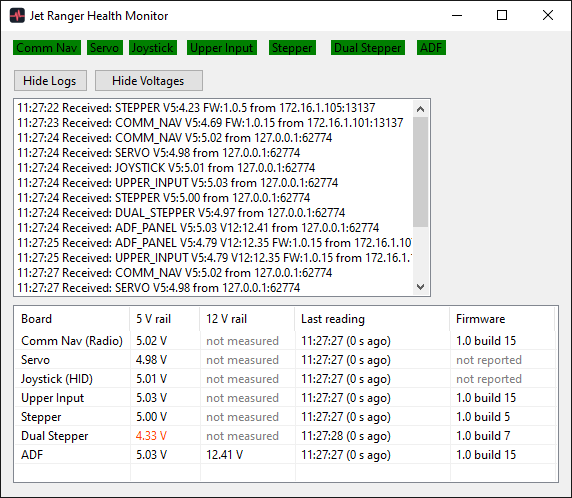 Jet Ranger Health Monitor
Comm Nav Servo Joystick Upper Input Stepper Dual Stepper ADF
Hide Logs Hide Voltages
11:27:22 Received: STEPPER V5:4.23 FW:1.0.5 from 172.16.1.105:13137
11:27:23 Received: COMM_NAV V5:4.69 FW:1.0.15 from 172.16.1.101:13137
11:27:24 Received: COMM_NAV V5:5.02 from 127.0.0.1:62774
11:27:24 Received: SERVO V5:4.98 from 127.0.0.1:62774
11:27:24 Received: JOYSTICK V5:5.01 from 127.0.0.1:62774
11:27:24 Received: UPPER_INPUT V5:5.03 from 127.0.0.1:62774
11:27:24 Received: STEPPER V5:5.00 from 127.0.0.1:62774
11:27:24 Received: DUAL_STEPPER V5:4.97 from 127.0.0.1:62774
11:27:24 Received: ADF_PANEL V5:5.03 V12:12.41 from 127.0.0.1:62774
11:27:25 Received: ADF_PANEL V5:4.79 V12:12.35 FW:1.0.15 from 172.16.1.10
11:27:25 Received: UPPER_INPUT V5:4.79 V12:12.35 FW:1.0.15 from 172.16.1.
11:27:27 Received: COMM_NAV V5:5.02 from 127.0.0.1:62774
11:27:27 Received: SERVO V5:4.98 from 127.0.0.1:62774
Board 5 V rail 12 V rail Last reading Firmware
Comm Nav (Radio) 5.02 V not measured 11:27:27 (0 s ago) 1.0 build 15
Servo 4.98 V not measured 11:27:27 (0 s ago) not reported
Joystick (HID) 5.01 V not measured 11:27:27 (0 s ago) not reported
Upper Input 5.03 V not measured 11:27:27 (0 s ago) 1.0 build 15
Stepper 5.00 V not measured 11:27:27 (0 s ago) 1.0 build 5
Dual Stepper 4.33 V not measured 11:27:28 (0 s ago) 1.0 build 7
ADF 5.03 V 12.41 V 11:27:27 (0 s ago) 1.0 build 15